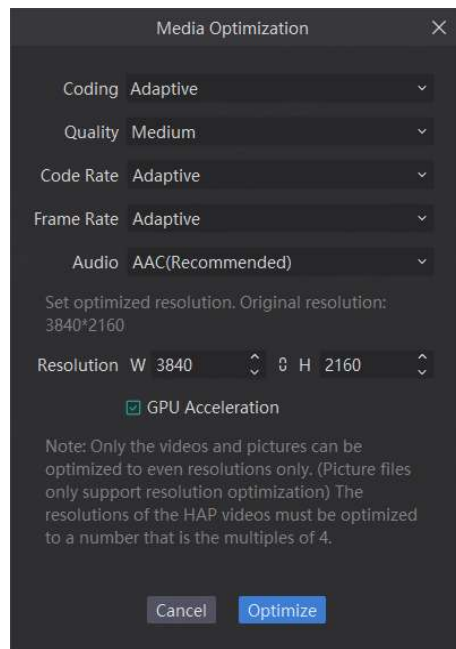 Media Optimization
Coding Adaptive
Quality Medium
Code Rate Adaptive
Frame Rate Adaptive
Audio AAC(Recommended)
Set optimized resolution. Original resolution:
3840*2160
Resolution W 3840 H 2160
GPU Acceleration
Note: Only the videos and pictures can be
optimized to even resolutions only. (Picture files
only support resolution optimization) The
resolutions of the HAP videos must be optimized
to a number that is the multiples of 4.
Cancel Optimize